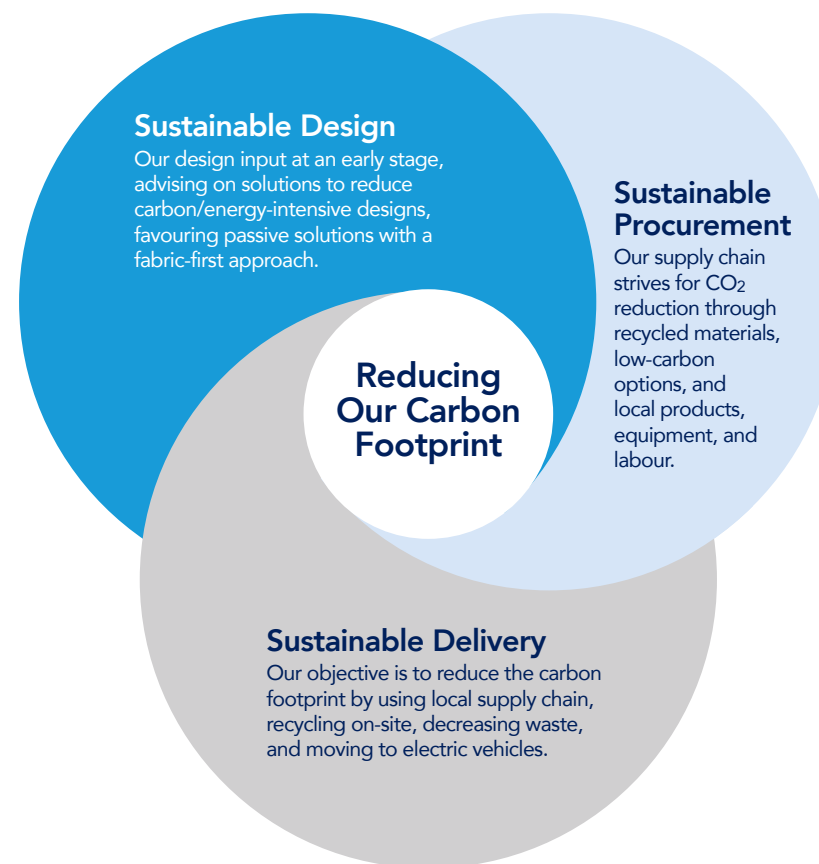 Sustainable Design
Our design input at an early stage,
advising on solutions to reduce
carbon/energy-intensive designs,
favouring passive solutions with a
fabric-first approach.
Sustainable
Procurement
Our supply chain
strives for CO2
reduction through
recycled materials,
low-carbon
options, and
local products,
equipment, and
labour.
Reducing
Our Carbon
Footprint
Sustainable Delivery
Our objective is to reduce the carbon
footprint by using local supply chain,
recycling on-site, decreasing waste,
and moving to electric vehicles.